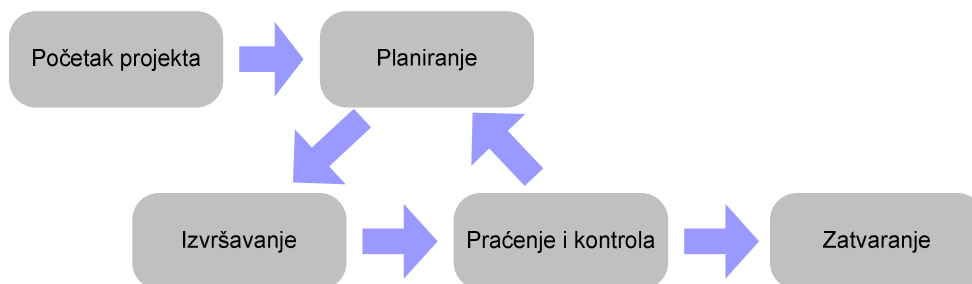 Početak projekta
Planiranje
Izvršavanje
Praćenje i kontrola
Zatvaranje